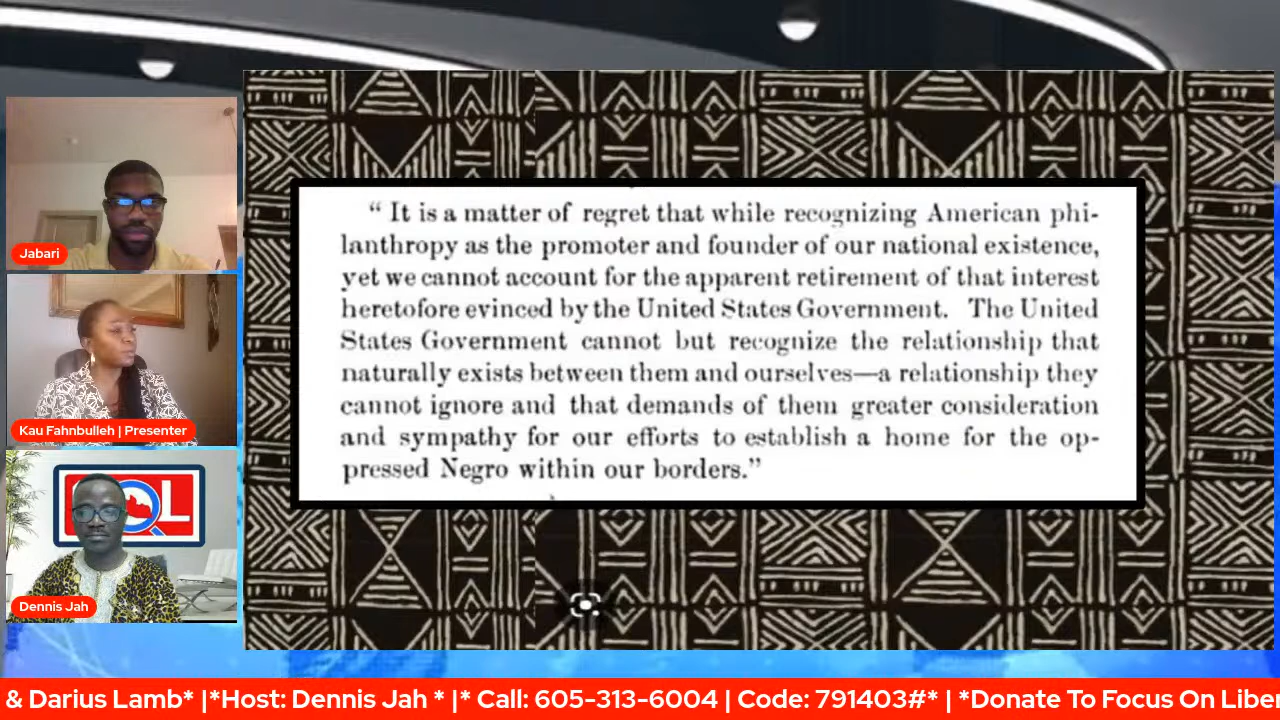 Jabari
Kau Fahnbulleh | Presenter
OL
Dennis Jah
“ It is a matter of regret that while recognizing American phi-
lanthropy as the promoter and founder of our national existence,
yet we cannot account for the apparent retirement of that interest
heretofore evinced by the United States Government. The United
States Government cannot but recognize the relationship that
naturally exists between them and ourselves—a relationship they
cannot ignore and that demands of them greater consideration
and sympathy for our efforts to establish a home for the op-
pressed Negro within our borders.”
& Darius Lamb* |*Host: Dennis Jah * |* Call: 605-313-6004 | Code: 791403#* | *Donate To Focus On Liber